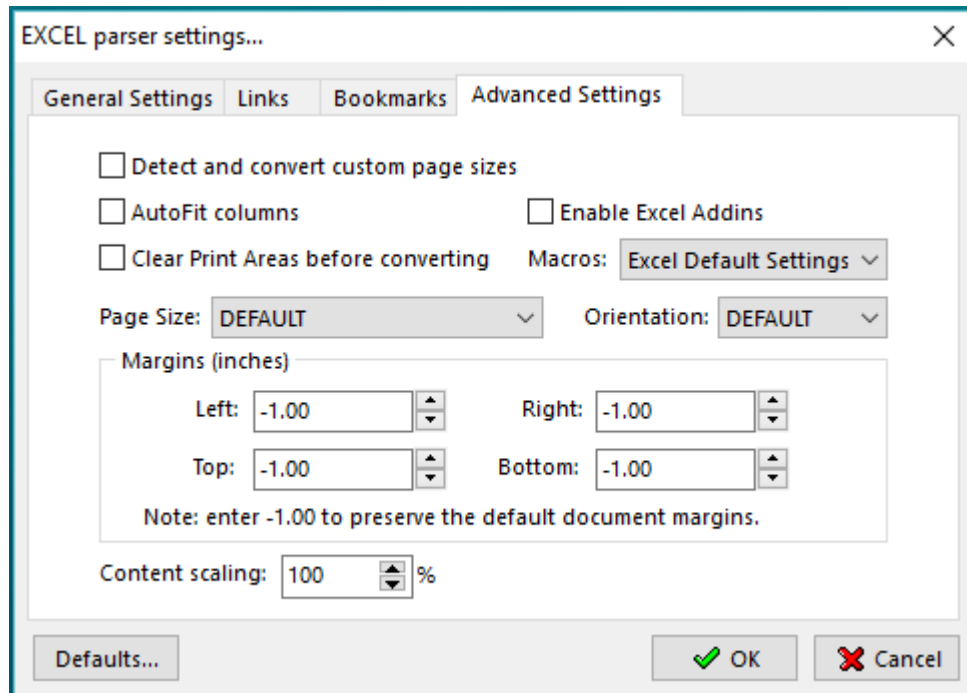 EXCEL parser settings...
General Settings Links Bookmarks Advanced Settings
Detect and convert custom page sizes
AutoFit columns Enable Excel Addins
Clear Print Areas before converting Macros: Excel Default Settings
Page Size: DEFAULT Orientation: DEFAULT
Margins (inches)
Left: -1.00 Right: -1.00
Top: -1.00 Bottom: -1.00
Note: enter -1.00 to preserve the default document margins.
Content scaling: 100 %
Defaults... OK Cancel